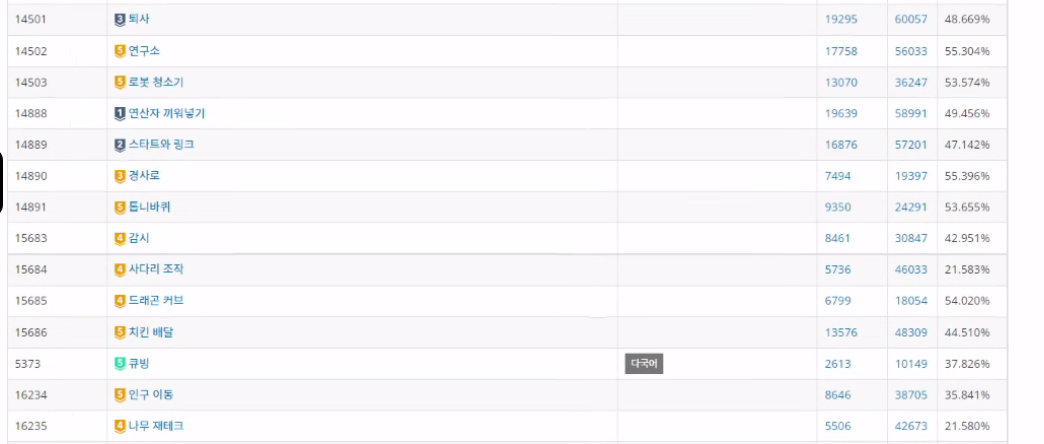 14501 3 퇴사 19295 60057 48.669%
14502 5 연구소 17758 56033 55.304%
14503 5 로봇 청소기 13070 36247 53.574%
14888 1 연산자 끼워넣기 19639 58991 49.456%
14889 2 스타트와 링크 16876 57201 47.142%
14890 3 경사로 7494 19397 55.396%
14891 5 톱니바퀴 9350 24291 53.655%
15683 4 감시 8461 30847 42.951%
15684 4 사다리 조작 5736 46033 21.583%
15685 4 드래곤 커브 6799 18054 54.020%
15686 5 치킨 배달 13576 48309 44.510%
5373 5 큐빙 다국어 2613 10149 37.826%
16234 5 인구 이동 8646 38705 35.841%
16235 4 나무 재테크 5506 42673 21.580%